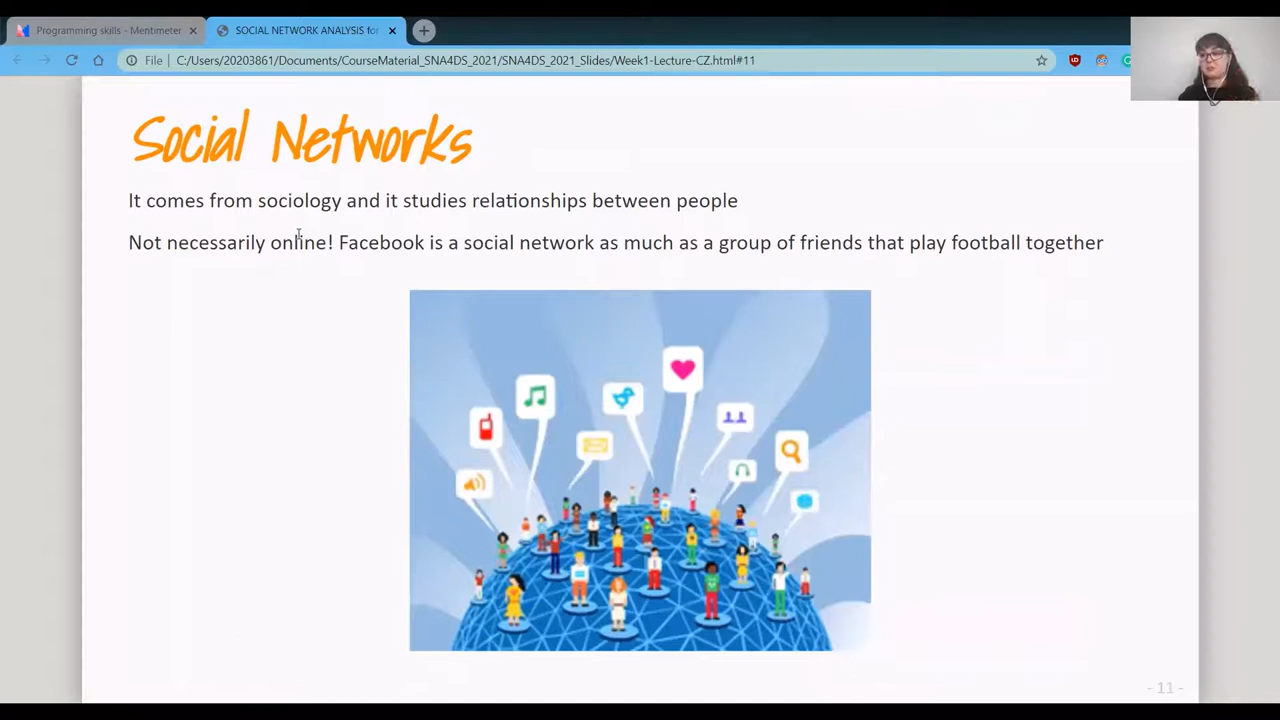 Programming skills - Mentimeter
SOCIAL NETWORK ANALYSIS for
File
C:/Users/20203861/Documents/CourseMaterial_SNA4DS_2021/SNA4DS_2021_Slides/Week1-Lecture-CZ.html#11
Social Networks
It comes from sociology and it studies relationships between people
Not necessarily online! Facebook is a social network as much as a group of friends that play football together
- 11 -